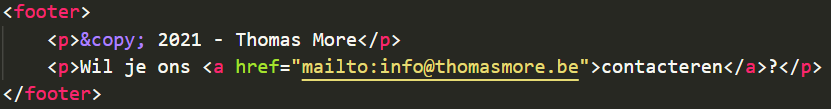 <footer>
<p>&copy; 2021 - Thomas More</p>
<p>Wil je ons <a href="mailto:info@thomasmore.be">contacteren</a>?</p>
</footer>